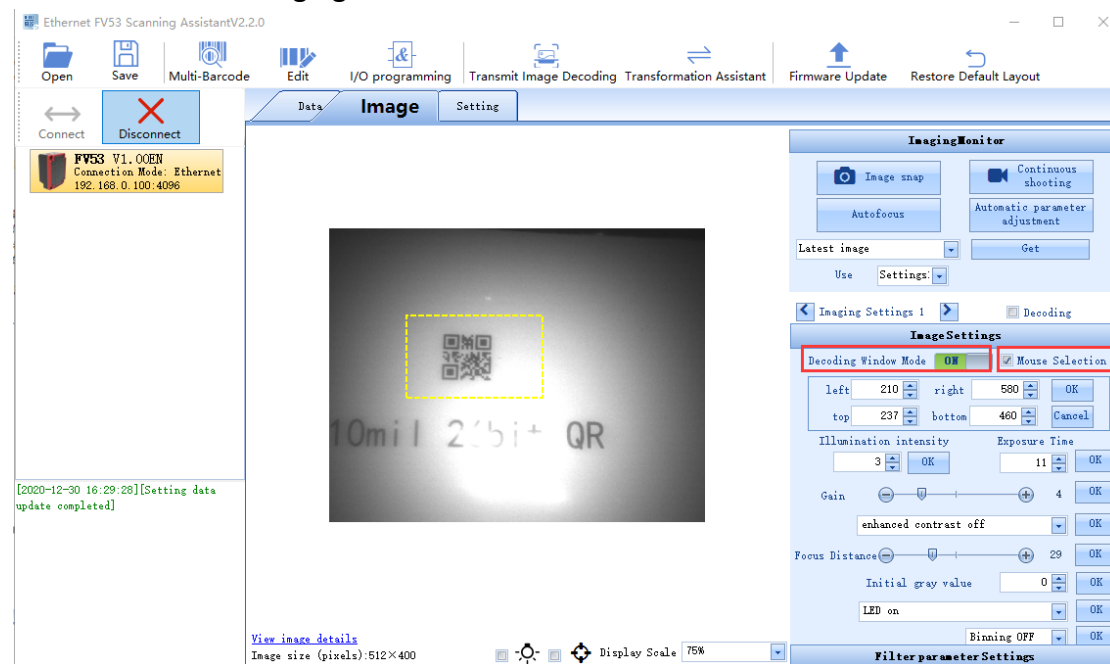 Ethernet FV53 Scanning AssistantV2.2.0
Open Save Multi-Barcode Edit I/O programming Transmit Image Decoding Transformation Assistant Firmware Update Restore Default Layout
Connect Disconnect
FV53 V1.00EN
Connection Mode: Ethernet
192.168.0.100:4096
[2020-12-30 16:29:28][Setting data
update completed]
Data Image Setting
10mil QR
View image details
Image size (pixels):512×400
Display Scale 75%
ImagingMonitor
Image snap
Continuous
shooting
Autofocus
Automatic parameter
adjustment
Latest image
Get
Use Settings:
Imaging Settings 1
Decoding
ImageSettings
Decoding Window Mode ON Mouse Selection
left 210 right 580 OK
top 237 bottom 460 Cancel
Illumination intensity Exposure Time
3 OK 11 OK
Gain 4 OK
enhanced contrast off OK
Focus Distance 29 OK
Initial gray value 0 OK
LED on OK
Binning OFF OK
Filter parameter Settings